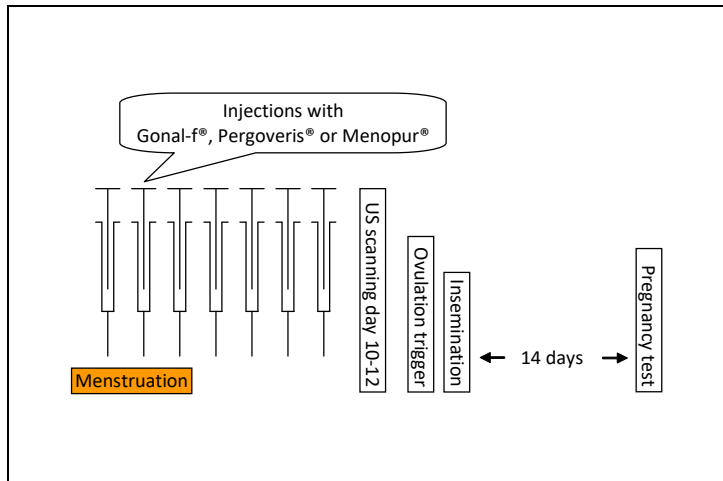 Injections with
Gonal-f®, Pergoveris® or Menopur®
US scanning day 10-12
Ovulation trigger
Insemination
14 days
Pregnancy test
Menstruation